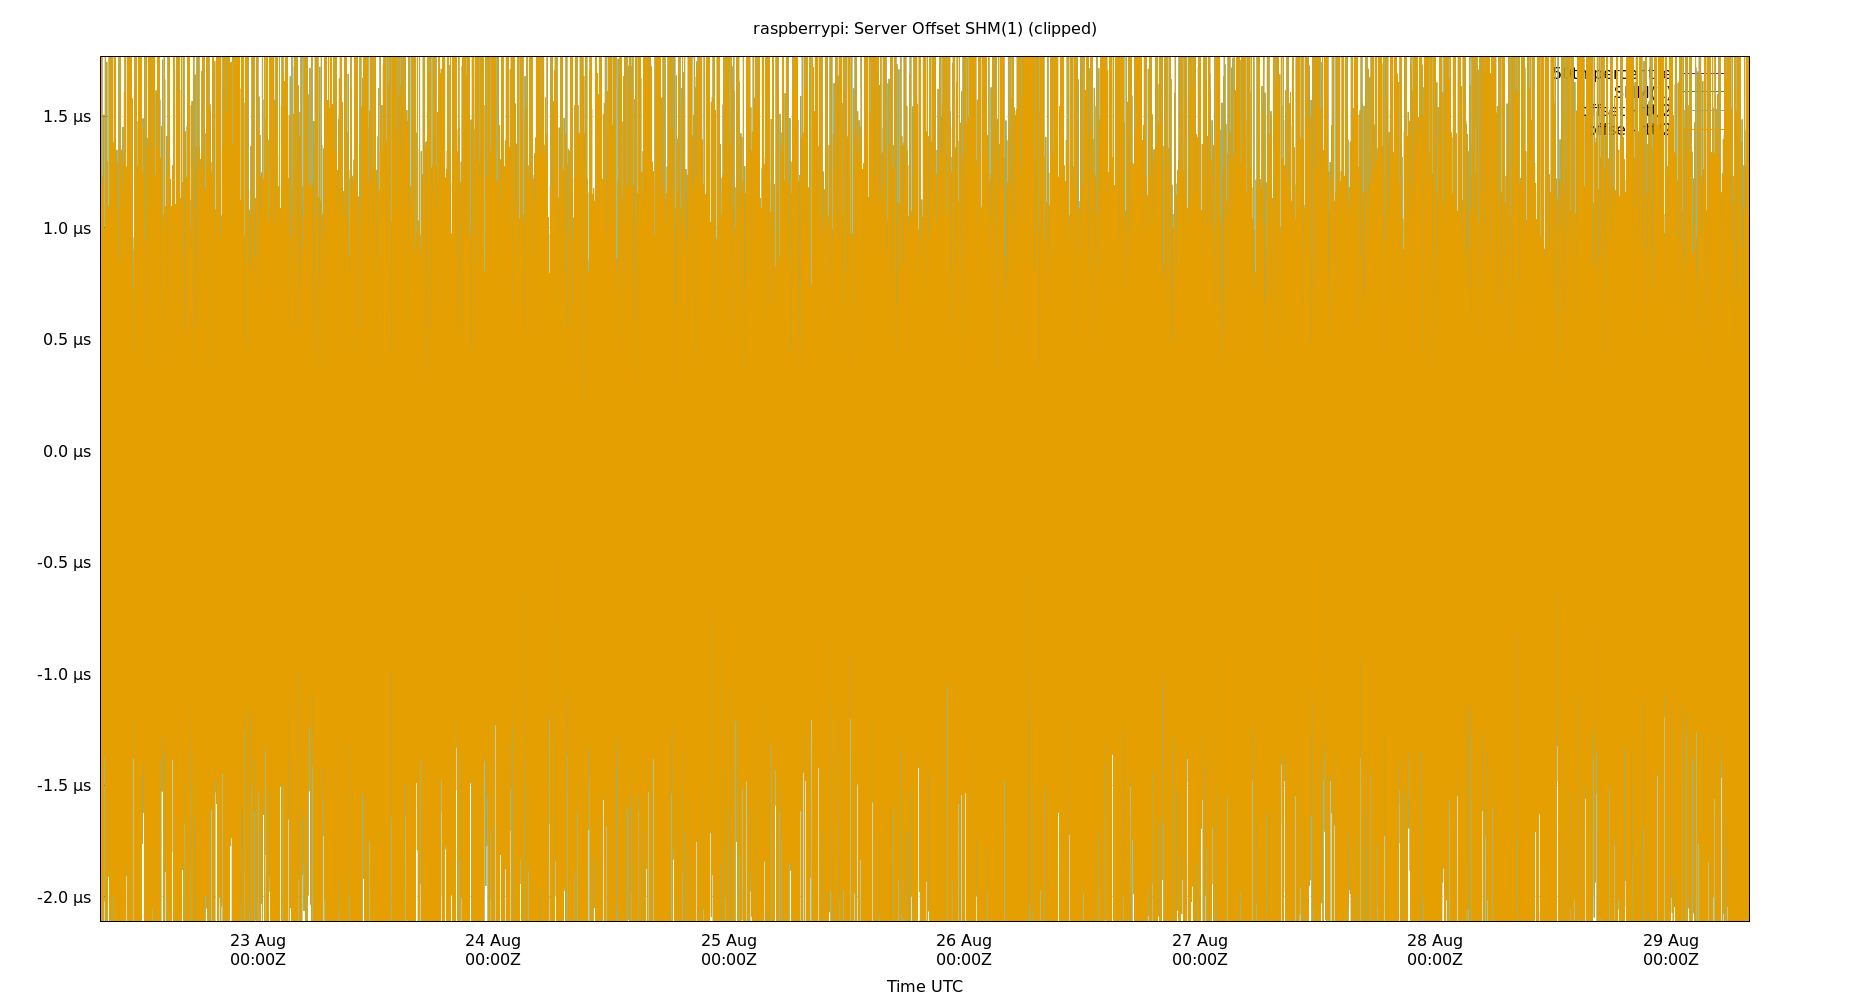 raspberrypi: Server Offset SHM(1) (clipped)
1.5 µs
1.0 µs
0.5 µs
0.0 µs
-0.5 µs
-1.0 µs
-1.5 µs
-2.0 µs
23 Aug 24 Aug 25 Aug 26 Aug 27 Aug 28 Aug 29 Aug
00:00Z 00:00Z 00:00Z 00:00Z 00:00Z 00:00Z 00:00Z
Time UTC